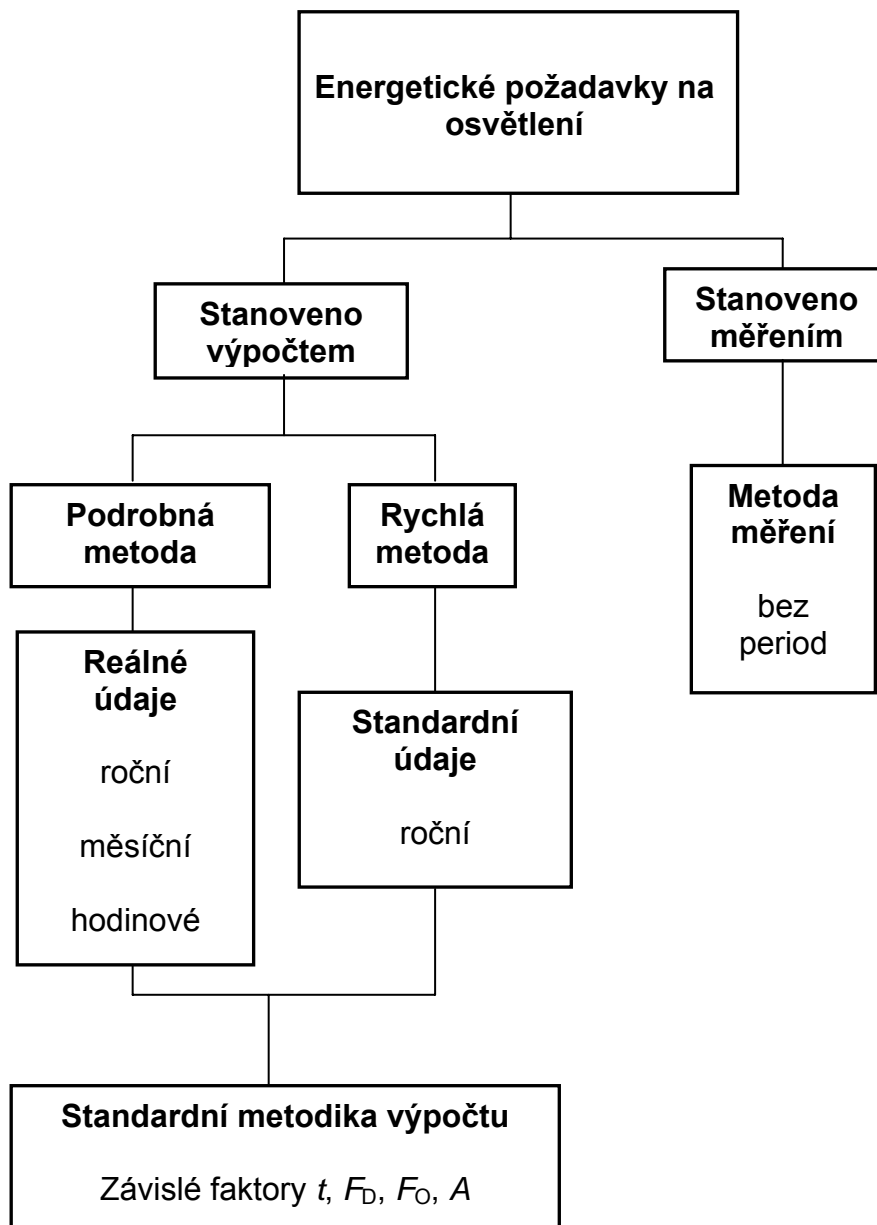 Energetické požadavky na
osvětlení
Stanoveno
výpočtem
Stanoveno
měřením
Podrobná
metoda
Rychlá
metoda
Metoda
měření
bez
period
Reálné
údaje
roční
měsíční
hodinové
Standardní
údaje
roční
Standardní metodika výpočtu
Závislé faktory t, FD, FO, A